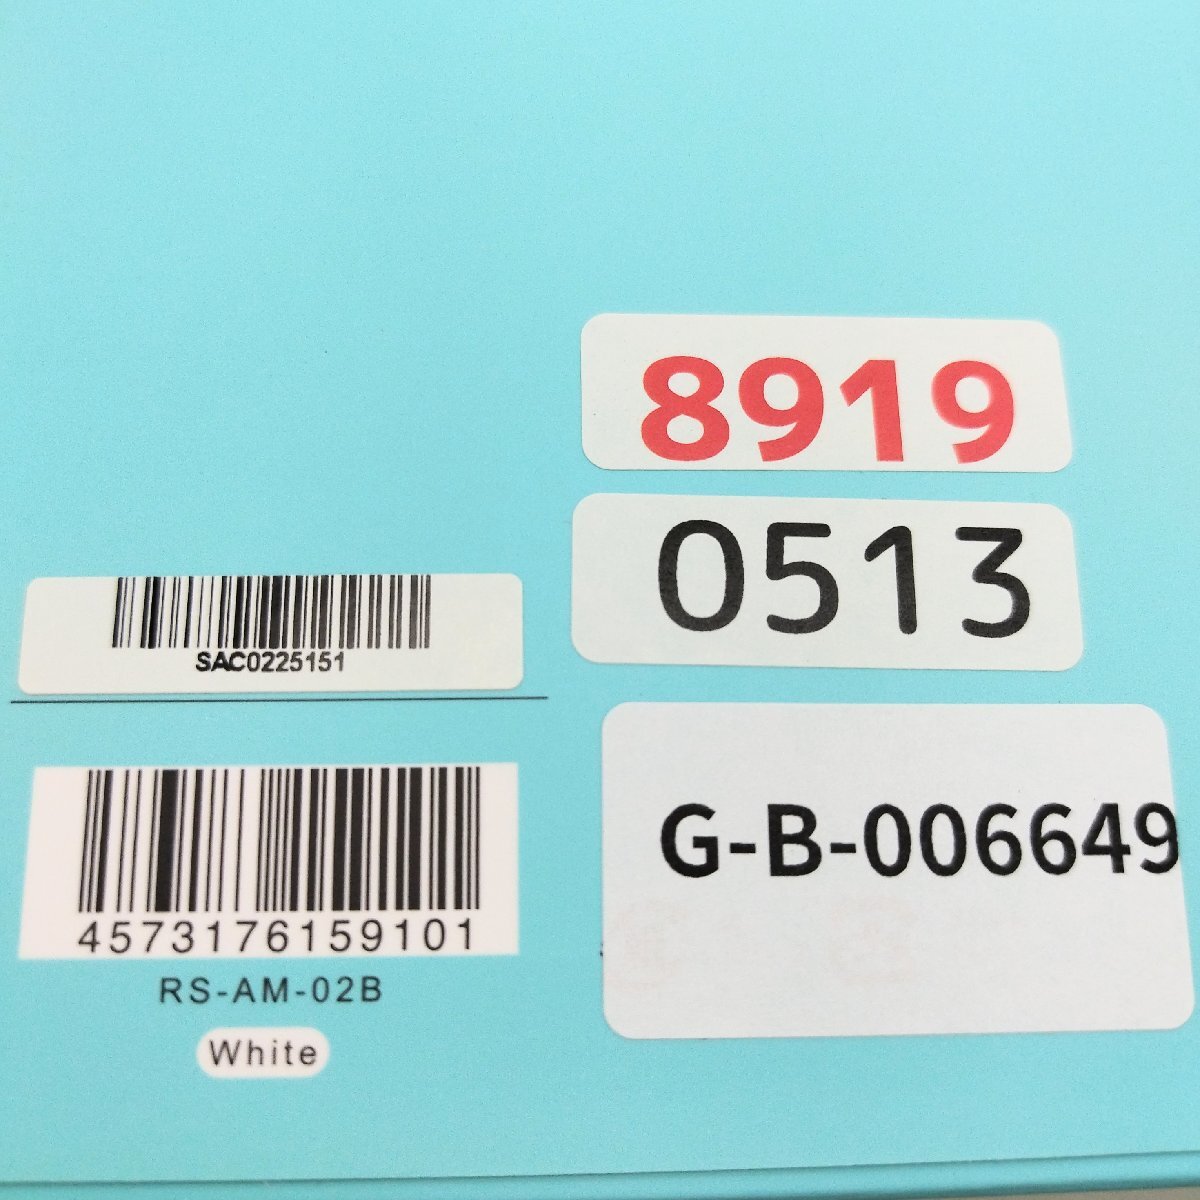 8919
0513
SAC0225151
G-B-006649
4573176159101
RS-AM-02B
White